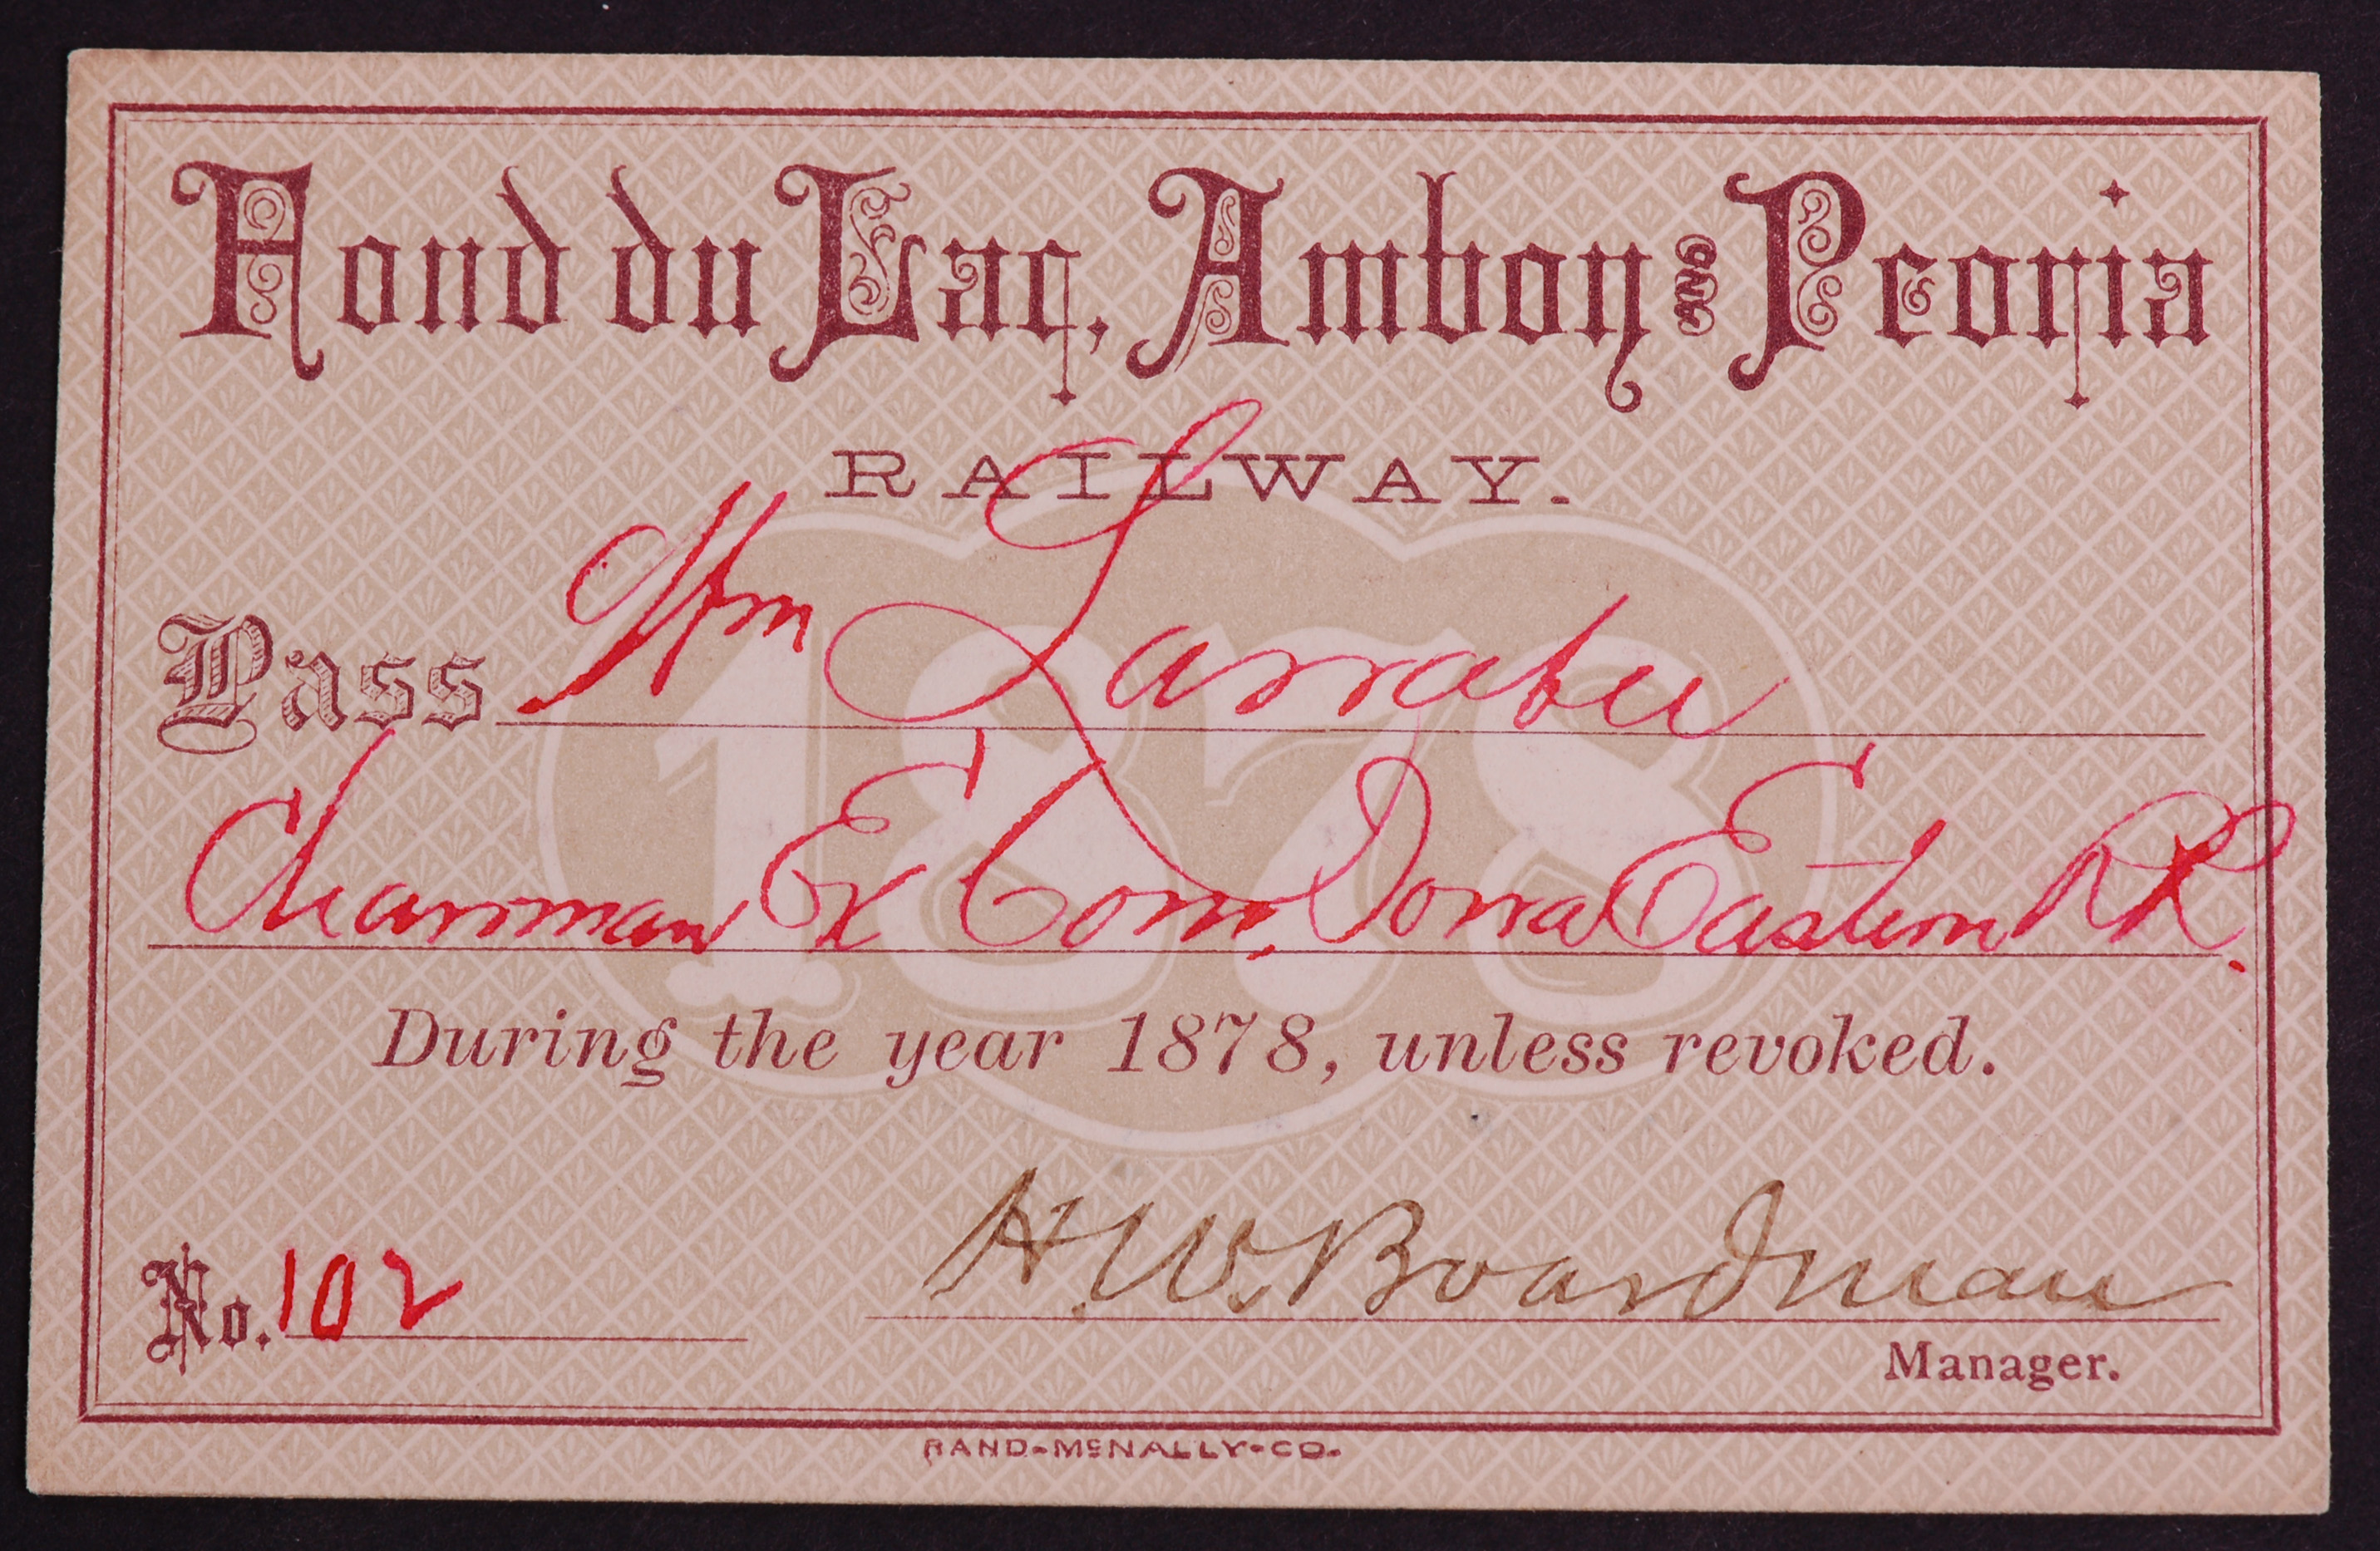 Fond du Lac, Amboy AND Peoria
RAILWAY.
Pass Wm Larrabee
Chairman Ex Com. Iowa Eastern RR.
1878
During the year 1878, unless revoked.
No. 102
H. W. Boardman
Manager.
RAND-McNALLY-CO.